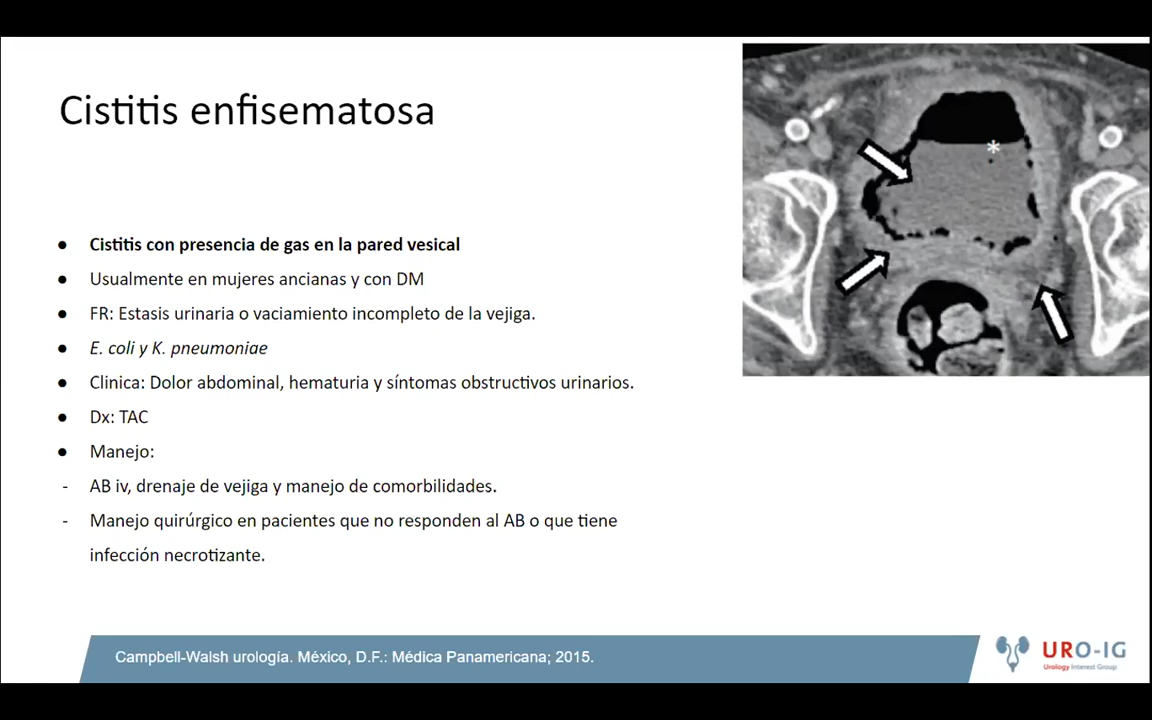 Cistitis enfisematosa
● Cistitis con presencia de gas en la pared vesical
● Usualmente en mujeres ancianas y con DM
● FR: Estasis urinaria o vaciamiento incompleto de la vejiga.
● E. coli y K. pneumoniae
● Clinica: Dolor abdominal, hematuria y síntomas obstructivos urinarios.
● Dx: TAC
● Manejo:
- AB iv, drenaje de vejiga y manejo de comorbilidades.
- Manejo quirúrgico en pacientes que no responden al AB o que tiene
infección necrotizante.
*
Campbell-Walsh urología. México, D.F.: Médica Panamericana; 2015.
URO-IG
Urology Interest Group